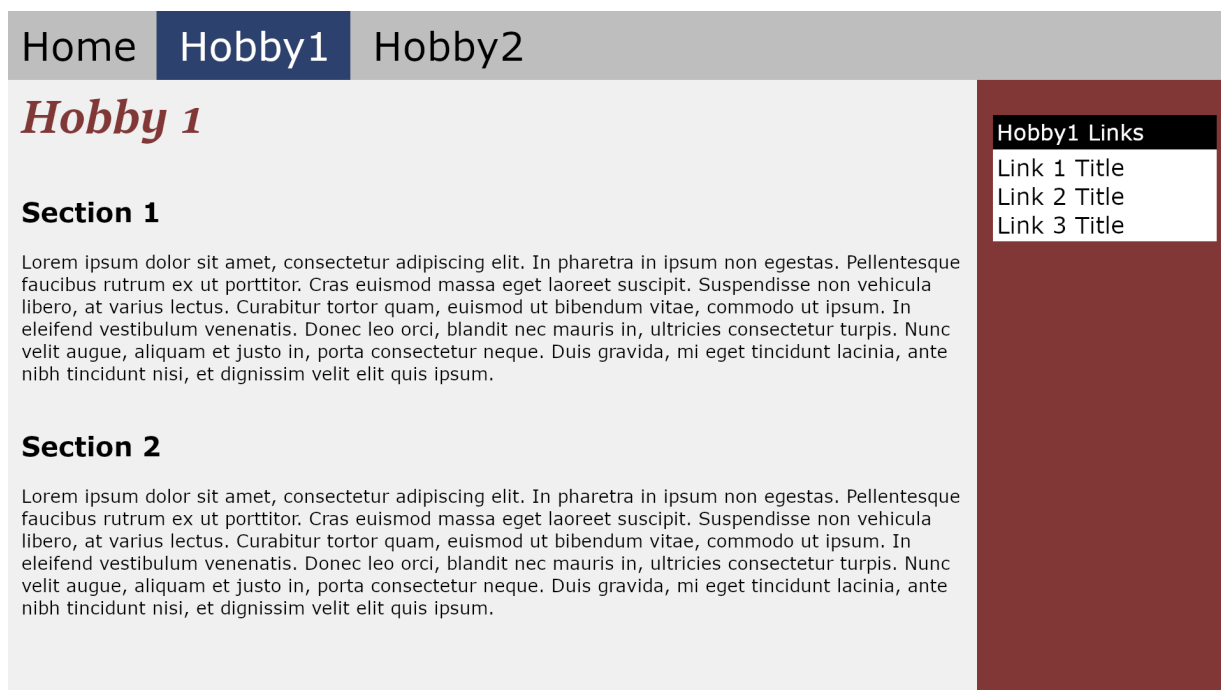 Home Hobby1 Hobby2
Hobby 1
Section 1
Lorem ipsum dolor sit amet, consectetur adipiscing elit. In pharetra in ipsum non egestas. Pellentesque
faucibus rutrum ex ut porttitor. Cras euismod massa eget laoreet suscipit. Suspendisse non vehicula
libero, at varius lectus. Curabitur tortor quam, euismod ut bibendum vitae, commodo ut ipsum. In
eleifend vestibulum venenatis. Donec leo orci, blandit nec mauris in, ultricies consectetur turpis. Nunc
velit augue, aliquam et justo in, porta consectetur neque. Duis gravida, mi eget tincidunt lacinia, ante
nibh tincidunt nisi, et dignissim velit elit quis ipsum.
Section 2
Lorem ipsum dolor sit amet, consectetur adipiscing elit. In pharetra in ipsum non egestas. Pellentesque
faucibus rutrum ex ut porttitor. Cras euismod massa eget laoreet suscipit. Suspendisse non vehicula
libero, at varius lectus. Curabitur tortor quam, euismod ut bibendum vitae, commodo ut ipsum. In
eleifend vestibulum venenatis. Donec leo orci, blandit nec mauris in, ultricies consectetur turpis. Nunc
velit augue, aliquam et justo in, porta consectetur neque. Duis gravida, mi eget tincidunt lacinia, ante
nibh tincidunt nisi, et dignissim velit elit quis ipsum.
Hobby1 Links
Link 1 Title
Link 2 Title
Link 3 Title